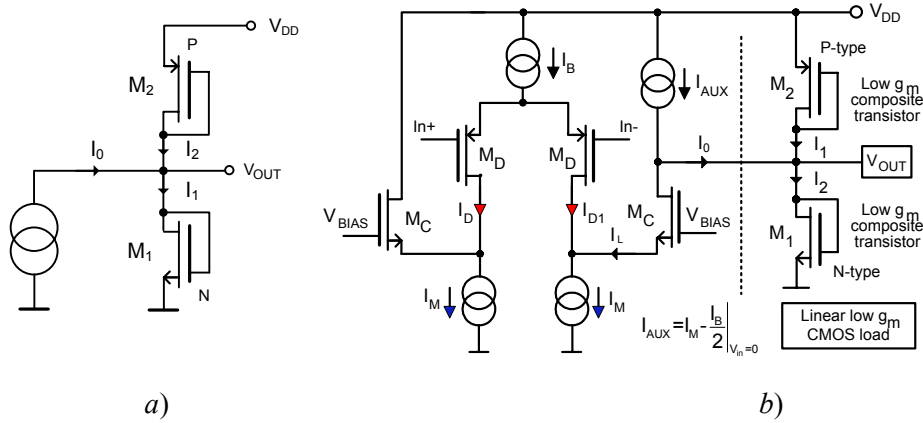 V_DD
P
M_2
I_0
I_2
V_OUT
I_1
M_1
N
a)
V_DD
I_B
I_AUX
P-type
M_2
Low g_m
composite
transistor
In+
In-
M_D
M_D
I_0
I_1
V_OUT
I_2
V_BIAS
M_C
I_D
I_D1
M_C
V_BIAS
I_L
M_1
Low g_m
composite
transistor
N-type
I_M
I_M
I_AUX=I_M-I_B/2|V_in=0
Linear low g_m
CMOS load
b)